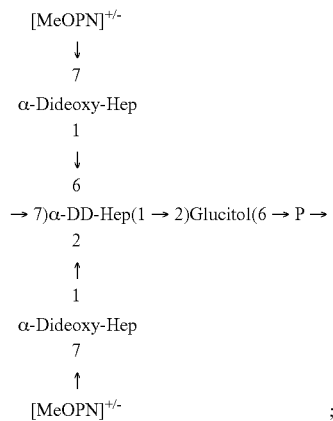 [MeOPN]+/-
↓
7
α-Dideoxy-Hep
1
↓
6
→ 7)α-DD-Hep(1 → 2)Glucitol(6 → P →
2
↑
1
α-Dideoxy-Hep
7
↑
[MeOPN]+/- ;